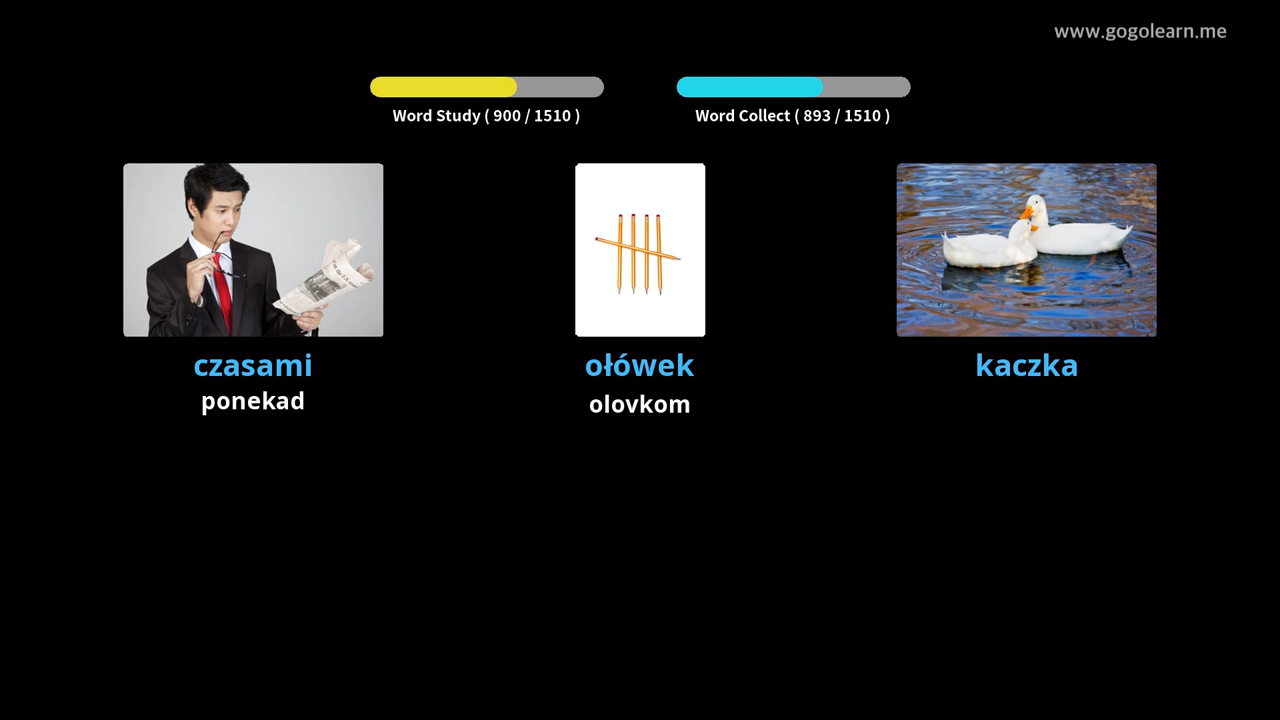 www.gogolearn.me
Word Study ( 900 / 1510 )
Word Collect ( 893 / 1510 )
czasami
ołówek
kaczka
ponekad
olovkom